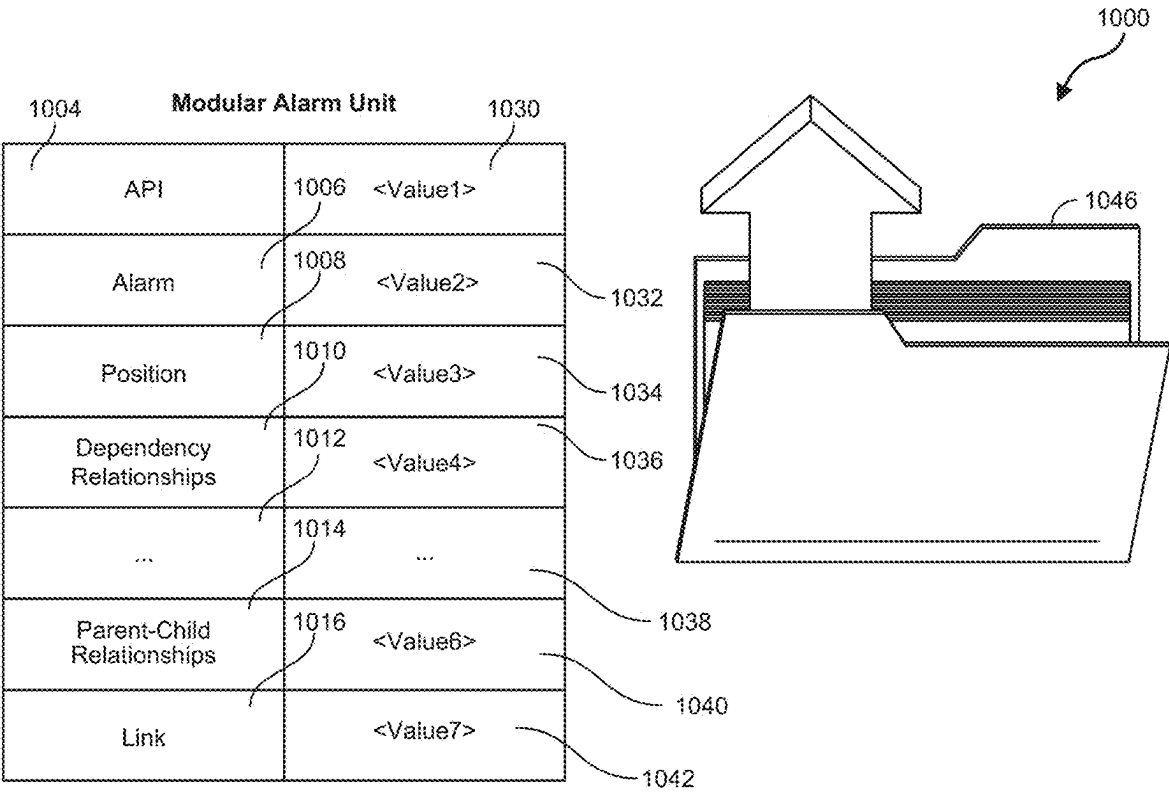 1000
Modular Alarm Unit
1004
1030
API
1006
<Value1>
1046
Alarm
1008
<Value2>
1032
Position
1010
<Value3>
1034
Dependency
Relationships
1012
<Value4>
1036
...
1014
...
1038
Parent-Child
Relationships
1016
<Value6>
1040
Link
<Value7>
1042